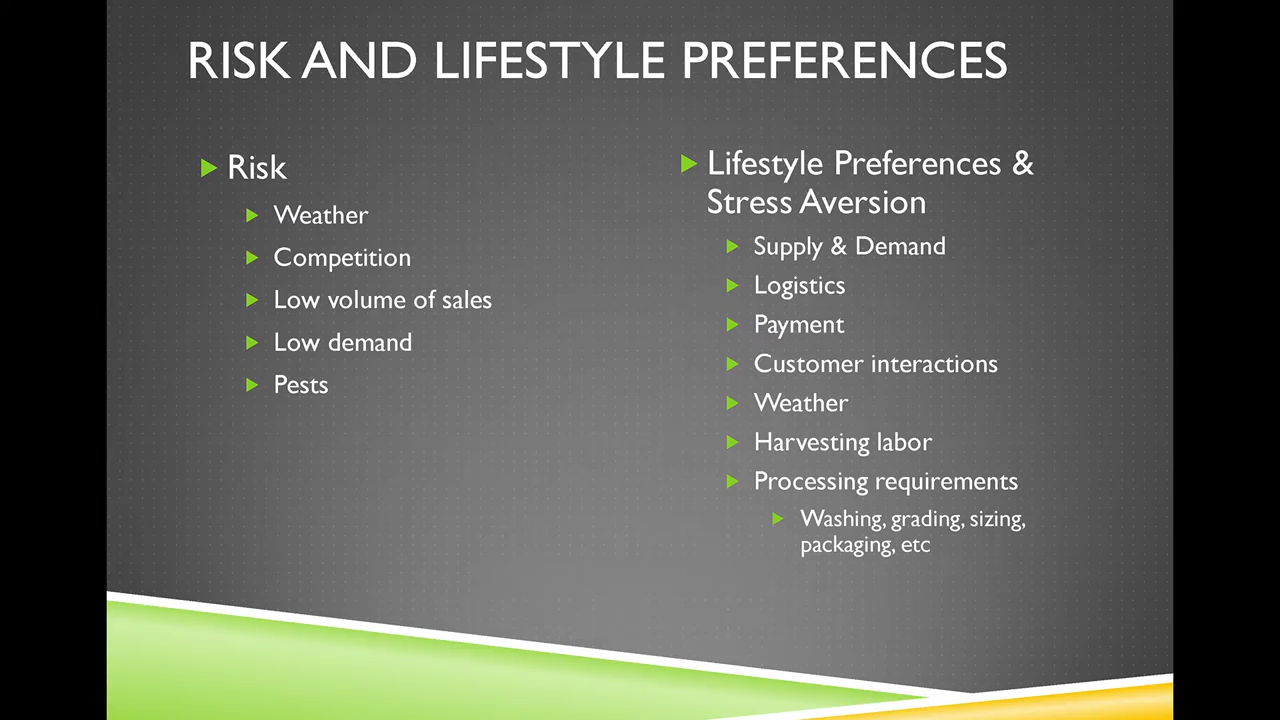 RISK AND LIFESTYLE PREFERENCES
Risk
Weather
Competition
Low volume of sales
Low demand
Pests
Lifestyle Preferences &
Stress Aversion
Supply & Demand
Logistics
Payment
Customer interactions
Weather
Harvesting labor
Processing requirements
Washing, grading, sizing,
packaging, etc